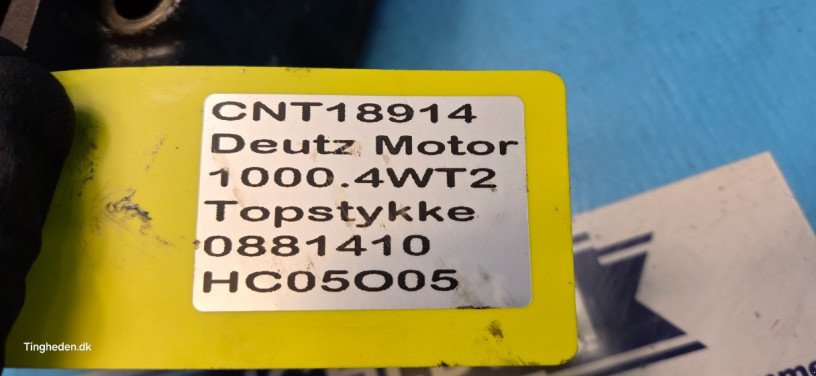 CNT18914
Deutz Motor
1000.4WT2
Topstykke
0881410
HC05O05
Tingheden.dk